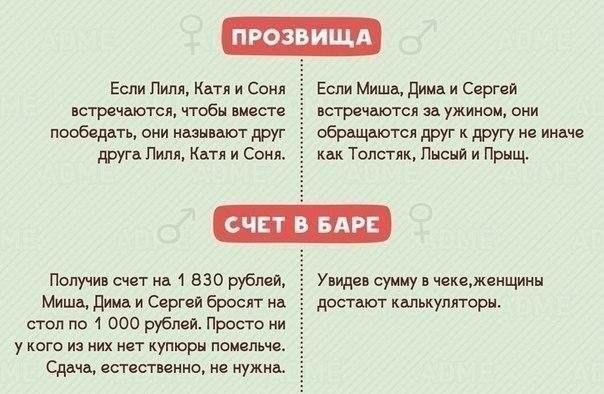 ПРОЗВИЩА
Если Лиля, Катя и Соня
встречаются, чтобы вместе
пообедать, они называют друг
друга Лиля, Катя и Соня.
Если Миша, Дима и Сергей
встречаются за ужином, они
обращаются друг к другу не иначе
как Толстяк, Лысый и Прыщ.
СЧЕТ В БАРЕ
Получив счет на 1 830 рублей,
Миша, Дима и Сергей бросят на
стол по 1 000 рублей. Просто ни
у кого из них нет купюры помельче.
Сдача, естественно, не нужна.
Увидев сумму в чеке,женщины
достают калькуляторы.